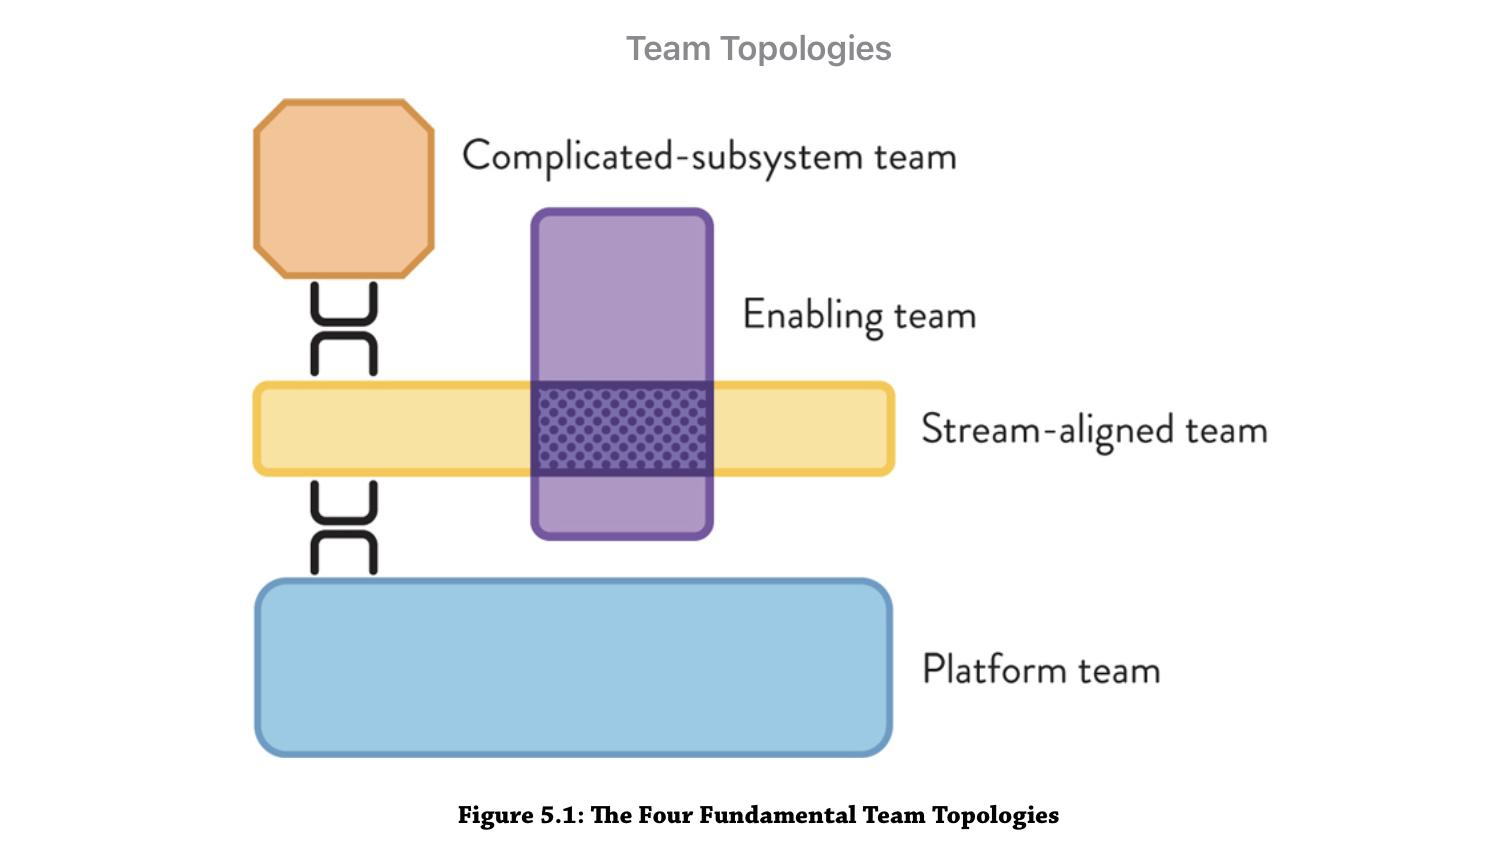 Team Topologies
Complicated-subsystem team
Enabling team
Stream-aligned team
Platform team
Figure 5.1: The Four Fundamental Team Topologies